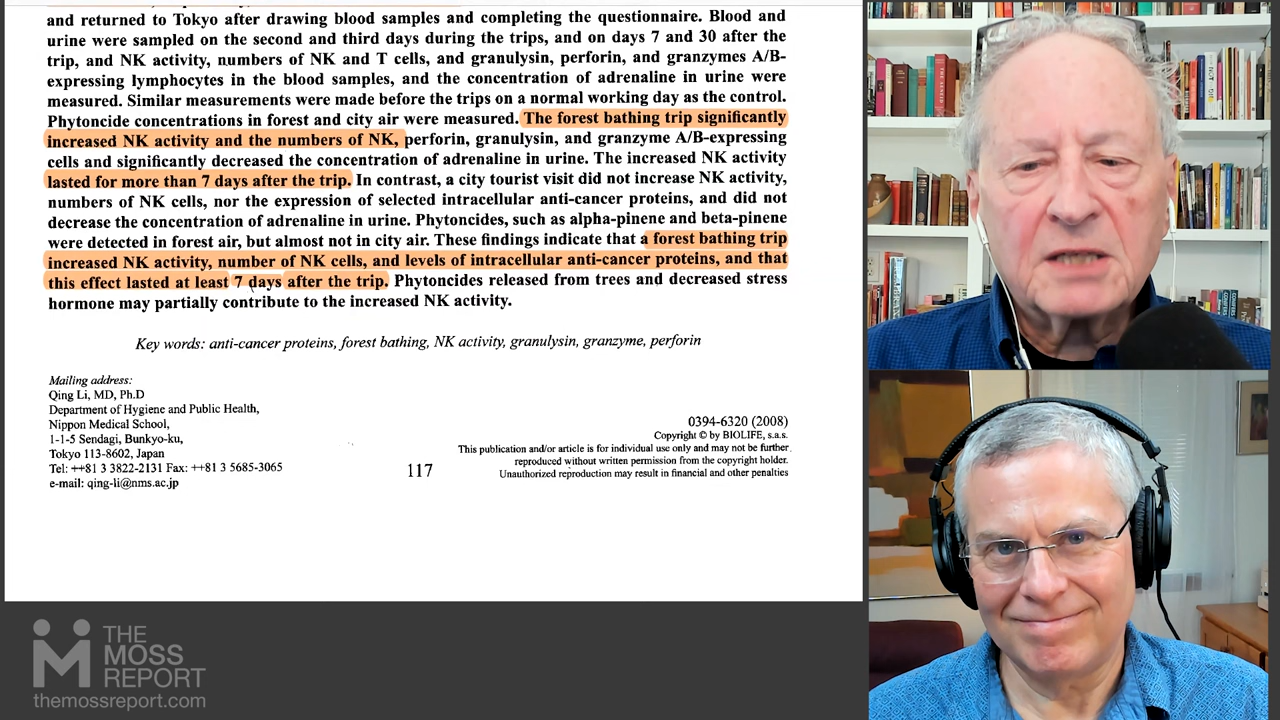 and returned to Tokyo after drawing blood samples and completing the questionnaire. Blood and
urine were sampled on the second and third days during the trips, and on days 7 and 30 after the
trip, and NK activity, numbers of NK and T cells, and granulysin, perforin, and granzymes A/B-
expressing lymphocytes in the blood samples, and the concentration of adrenaline in urine were
measured. Similar measurements were made before the trips on a normal working day as the control.
Phytoncide concentrations in forest and city air were measured. The forest bathing trip significantly
increased NK activity and the numbers of NK, perforin, granulysin, and granzyme A/B-expressing
cells and significantly decreased the concentration of adrenaline in urine. The increased NK activity
lasted for more than 7 days after the trip. In contrast, a city tourist visit did not increase NK activity,
numbers of NK cells, nor the expression of selected intracellular anti-cancer proteins, and did not
decrease the concentration of adrenaline in urine. Phytoncides, such as alpha-pinene and beta-pinene
were detected in forest air, but almost not in city air. These findings indicate that a forest bathing trip
increased NK activity, number of NK cells, and levels of intracellular anti-cancer proteins, and that
this effect lasted at least 7 days after the trip. Phytoncides released from trees and decreased stress
hormone may partially contribute to the increased NK activity.
Key words: anti-cancer proteins, forest bathing, NK activity, granulysin, granzyme, perforin
Mailing address:
Qing Li, MD, Ph.D
Department of Hygiene and Public Health,
Nippon Medical School,
1-1-5 Sendagi, Bunkyo-ku,
Tokyo 113-8602, Japan
Tel: ++81 3 3822-2131 Fax: ++81 3 5685-3065
e-mail: qing-li@nms.ac.jp
117
0394-6320 (2008)
Copyright © by BIOLIFE, s.a.s.
This publication and/or article is for individual use only and may not be further
reproduced without written permission from the copyright holder.
Unauthorized reproduction may result in financial and other penalties
THE
MOSS
REPORT
themossreport.com